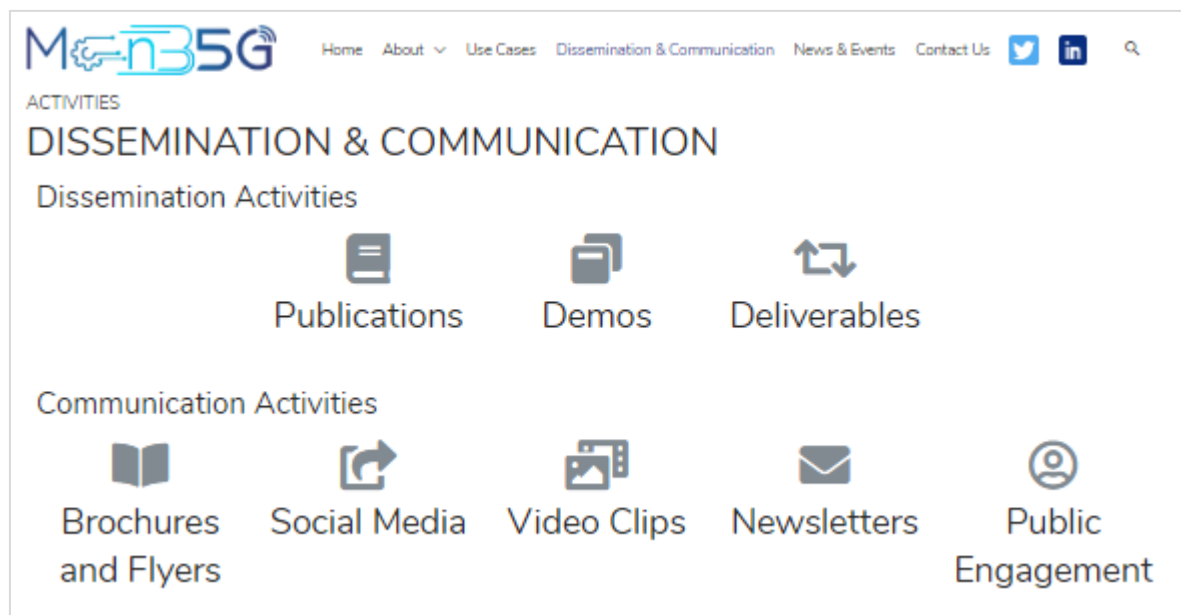 MonB5G
Home About Use Cases Dissemination & Communication News & Events Contact Us in
ACTIVITIES
DISSEMINATION & COMMUNICATION
Dissemination Activities
Publications Demos Deliverables
Communication Activities
Brochures and Flyers
Social Media
Video Clips
Newsletters
Public Engagement